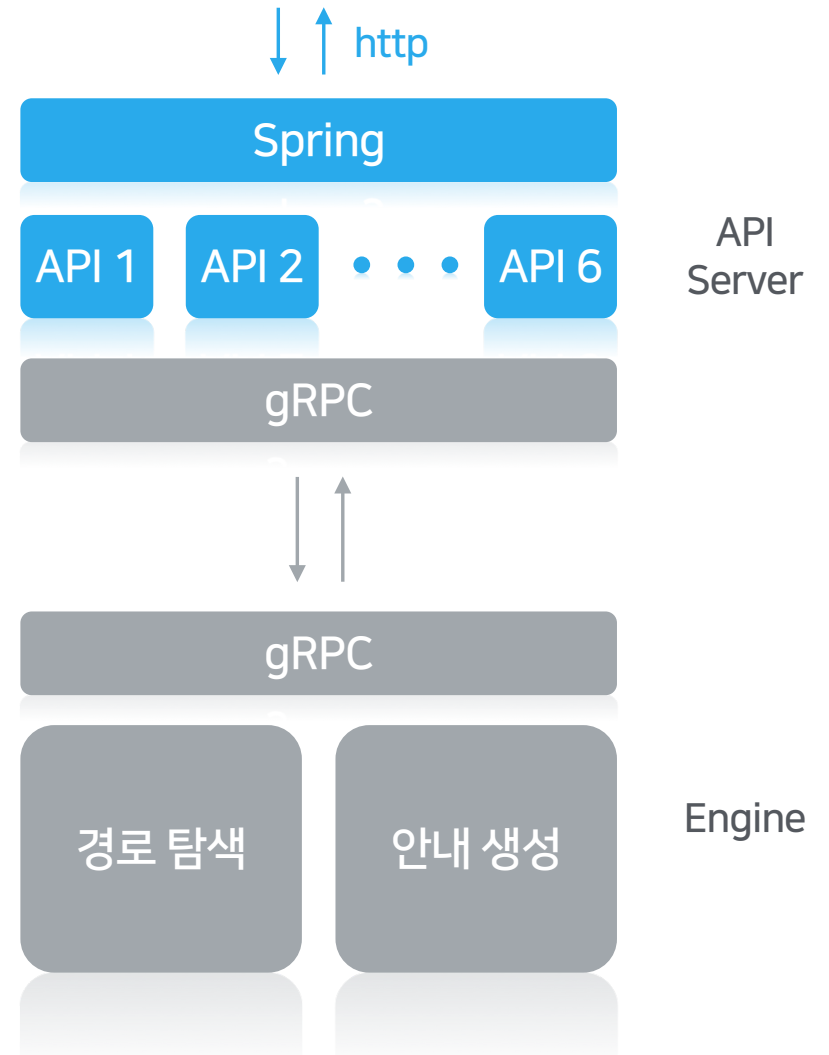 http
Spring
API 1
API 2
API 6
API
Server
gRPC
gRPC
경로 탐색
안내 생성
Engine